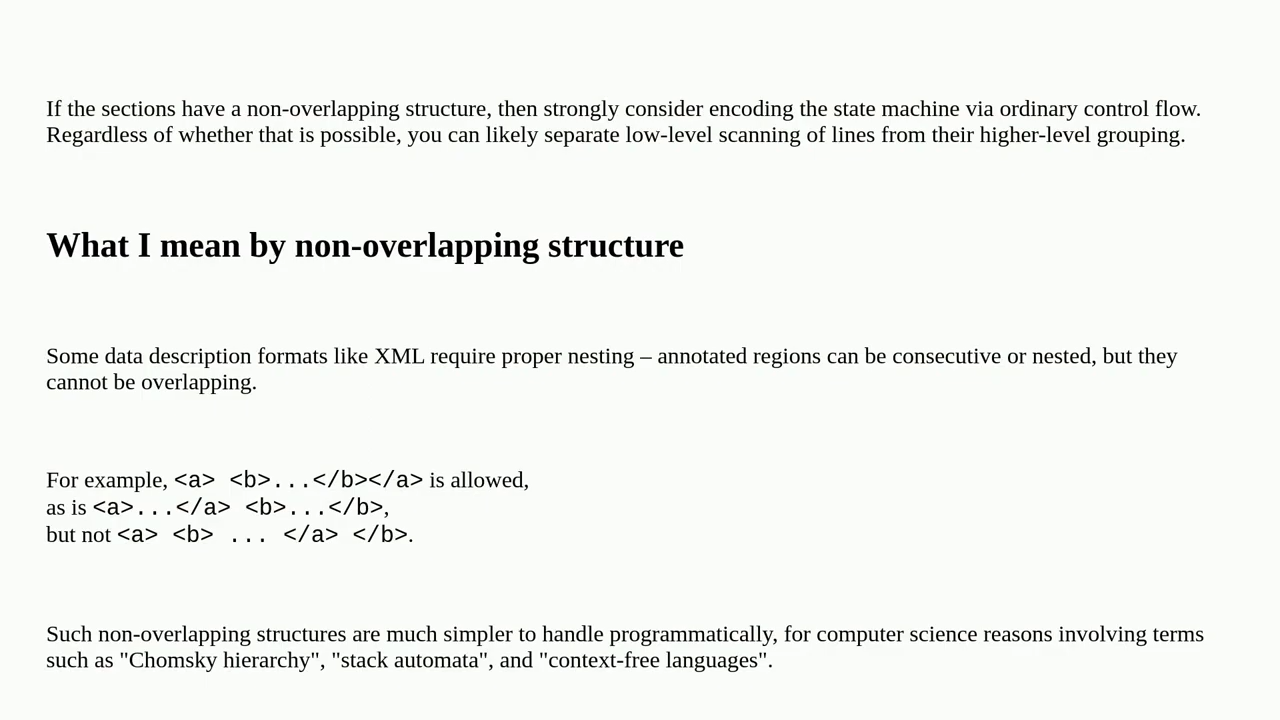 If the sections have a non-overlapping structure, then strongly consider encoding the state machine via ordinary control flow.
Regardless of whether that is possible, you can likely separate low-level scanning of lines from their higher-level grouping.
What I mean by non-overlapping structure
Some data description formats like XML require proper nesting – annotated regions can be consecutive or nested, but they
cannot be overlapping.
For example, <a> <b>...</b></a> is allowed,
as is <a>...</a> <b>...</b>,
but not <a> <b> ... </a> </b>.
Such non-overlapping structures are much simpler to handle programmatically, for computer science reasons involving terms
such as "Chomsky hierarchy", "stack automata", and "context-free languages".